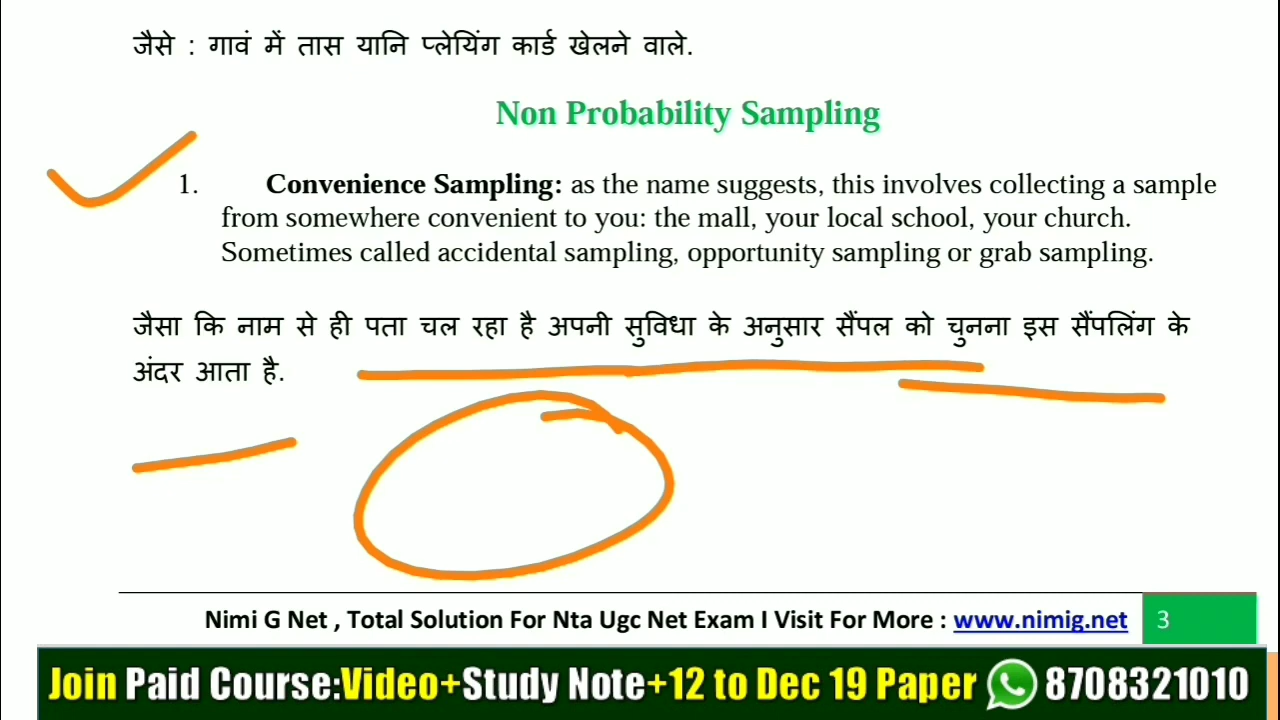 जैसे : गावं में तास यानि प्लेयिंग कार्ड खेलने वाले.
Non Probability Sampling
1. Convenience Sampling: as the name suggests, this involves collecting a sample
from somewhere convenient to you: the mall, your local school, your church.
Sometimes called accidental sampling, opportunity sampling or grab sampling.
जैसा कि नाम से ही पता चल रहा है अपनी सुविधा के अनुसार सैंपल को चुनना इस सैंपलिंग के
अंदर आता है.
Nimi G Net , Total Solution For Nta Ugc Net Exam I Visit For More : www.nimig.net 3
Join Paid Course:Video+Study Note+12 to Dec 19 Paper 8708321010